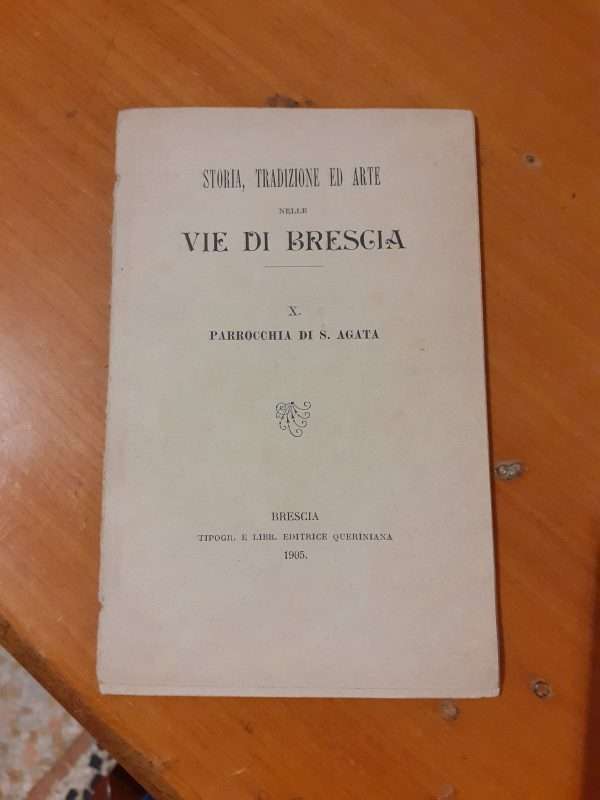 STORIA, TRADIZIONE ED ARTE
NELLE
VIE DI BRESCIA
X.
PARROCCHIA DI S. AGATA
BRESCIA
TIPOGR. E LIBR. EDITRICE QUERINIANA
1905.